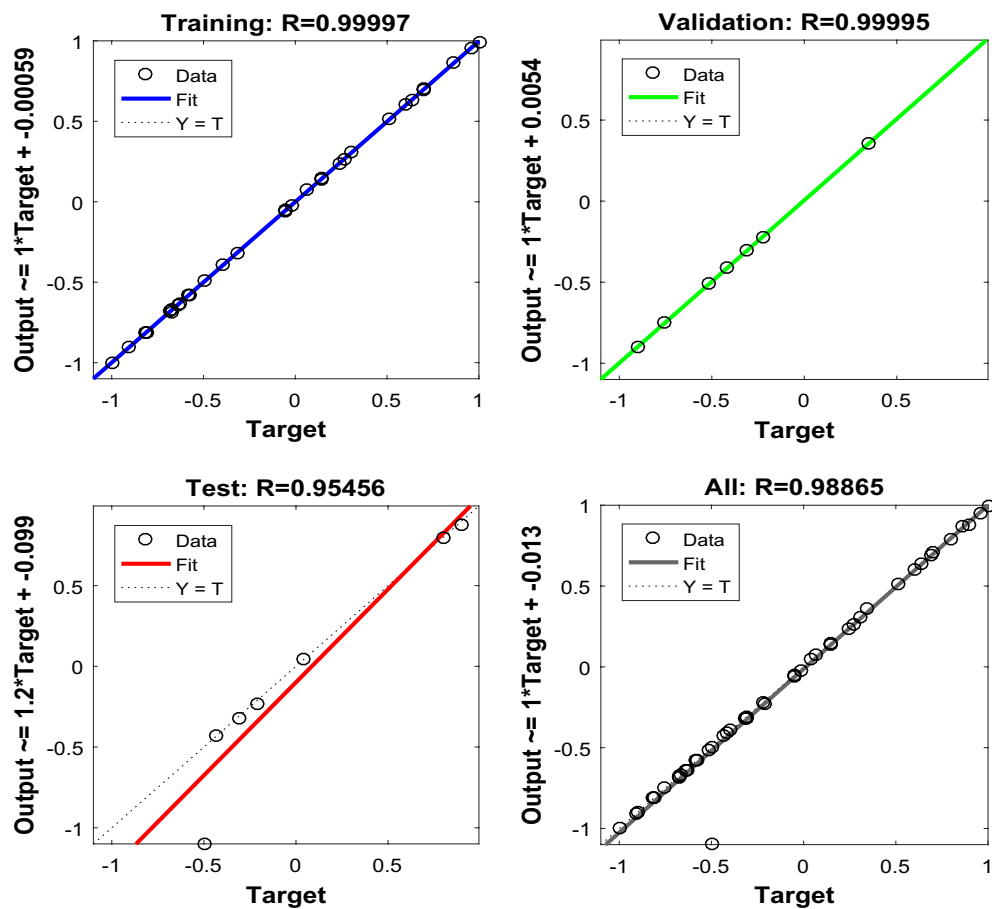 Training: R=0.99997
Output ~= 1*Target + -0.00059
1
0.5
0
-0.5
-1
Data
Fit
Y = T
-1
-0.5
0
0.5
1
Target
Validation: R=0.99995
Output ~= 1*Target + 0.0054
0.5
0
-0.5
-1
Data
Fit
Y = T
-1
-0.5
0
0.5
Target
Test: R=0.95456
Output ~= 1.2*Target + -0.099
0.5
0
-0.5
-1
Data
Fit
Y = T
-1
-0.5
0
0.5
Target
All: R=0.98865
Output ~= 1*Target + -0.013
1
0.5
0
-0.5
-1
Data
Fit
Y = T
-1
-0.5
0
0.5
1
Target